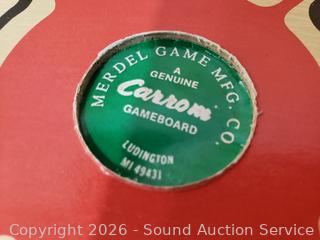 MERDEL GAME MFG. CO.
A
GENUINE
Carrom
GAMEBOARD
LUDINGTON
MI 49431
Copyright 2026 - Sound Auction Service